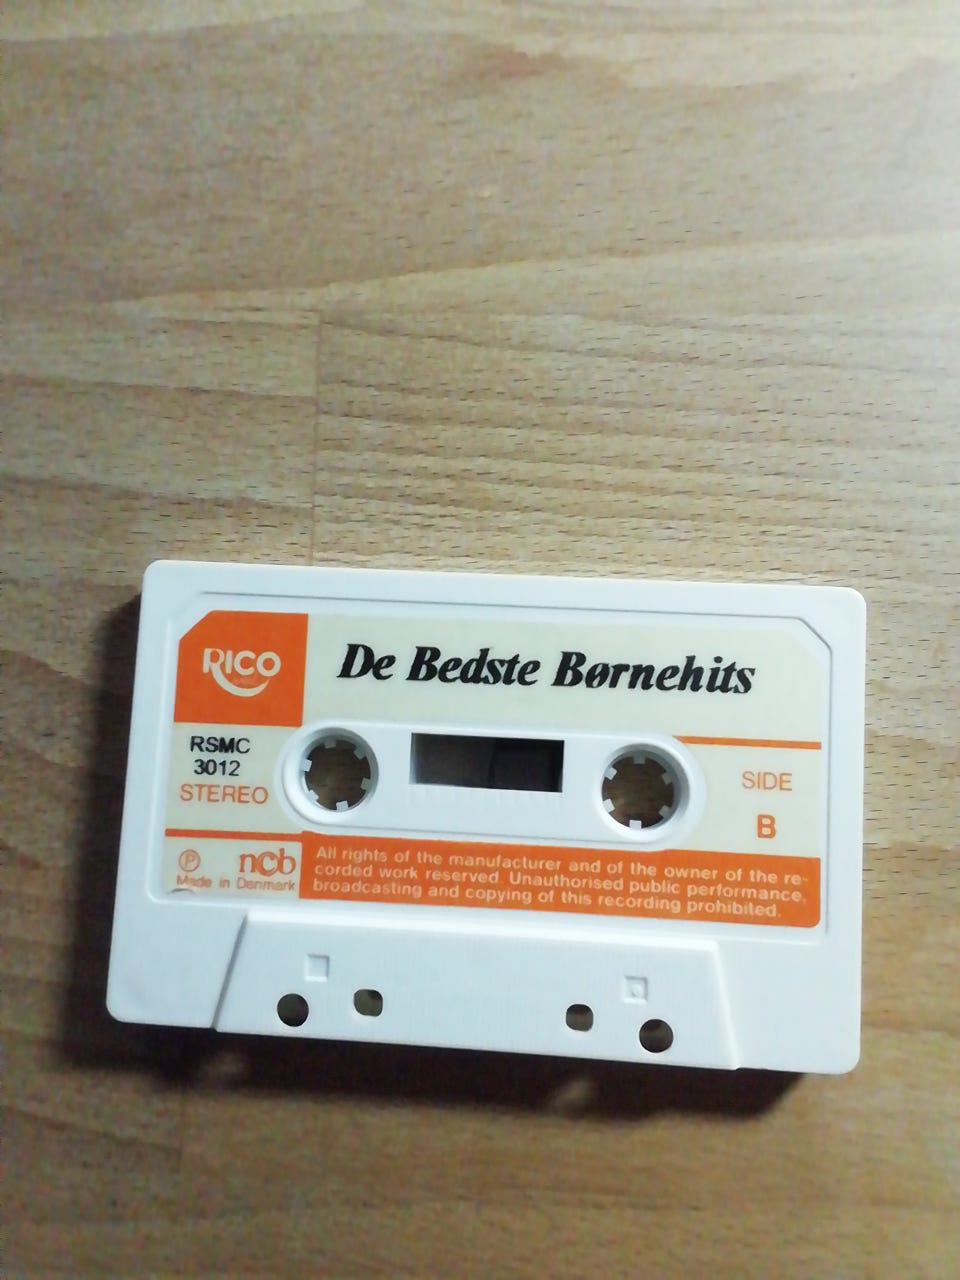 RICO
De Bedste Børnehits
RSMC
3012
STEREO
SIDE
B
℗ ncb
Made in Denmark
All rights of the manufacturer and of the owner of the re-
corded work reserved. Unauthorised public performance,
broadcasting and copying of this recording prohibited.